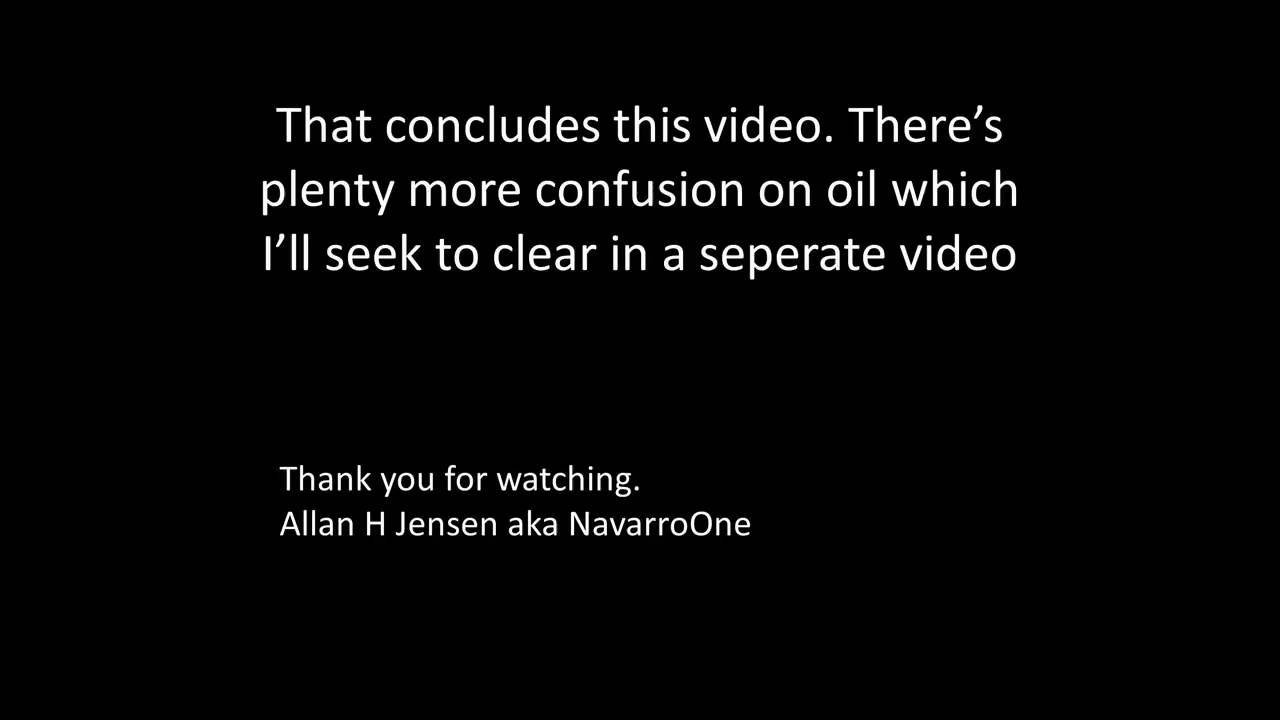 That concludes this video. There’s
plenty more confusion on oil which
I’ll seek to clear in a seperate video
Thank you for watching.
Allan H Jensen aka NavarroOne